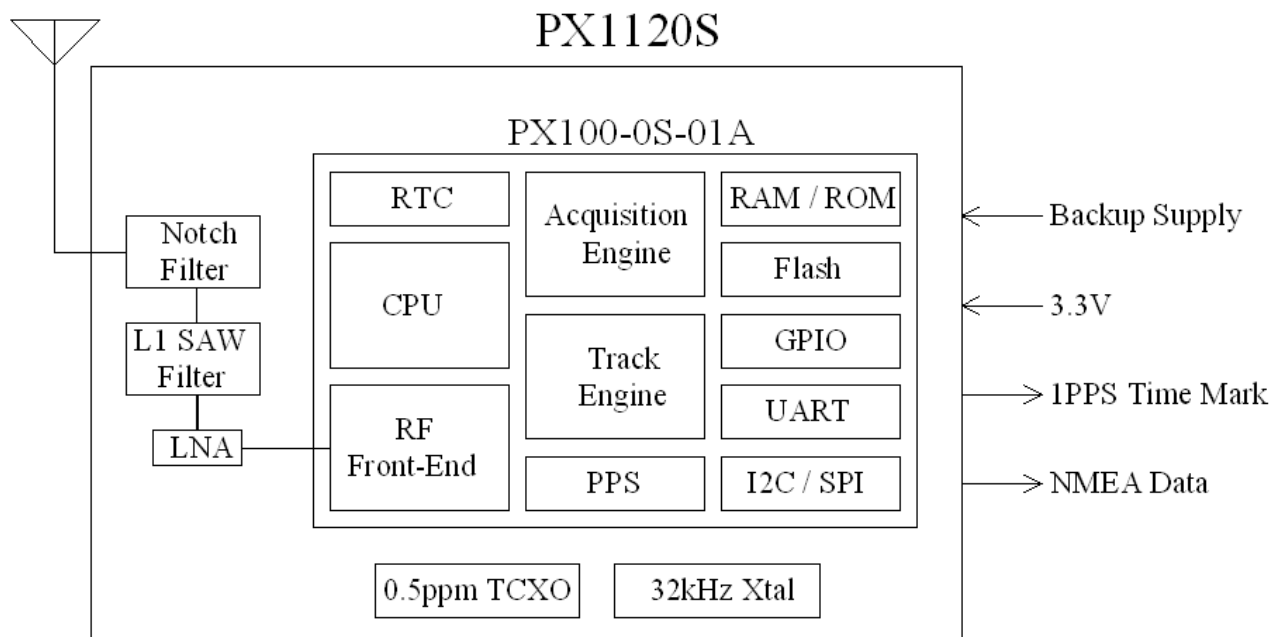 PX1120S
PX100-0S-01A
RTC
Acquisition
Engine
RAM / ROM
Notch
Filter
CPU
Flash
Backup Supply
L1 SAW
Filter
Track
Engine
GPIO
3.3V
LNA
RF
Front-End
UART
1PPS Time Mark
PPS
I2C / SPI
NMEA Data
0.5ppm TCXO
32kHz Xtal